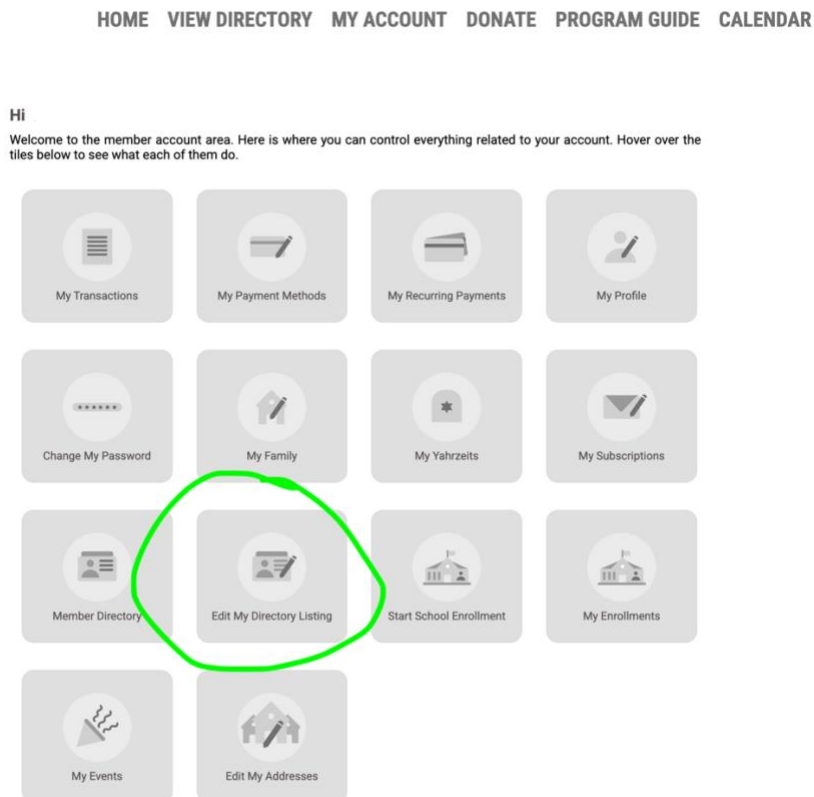 HOME VIEW DIRECTORY MY ACCOUNT DONATE PROGRAM GUIDE CALENDAR
Hi
Welcome to the member account area. Here is where you can control everything related to your account. Hover over the
tiles below to see what each of them do.
My Transactions
My Payment Methods
My Recurring Payments
My Profile
Change My Password
My Family
My Yahrzeits
My Subscriptions
Member Directory
Edit My Directory Listing
Start School Enrollment
My Enrollments
My Events
Edit My Addresses